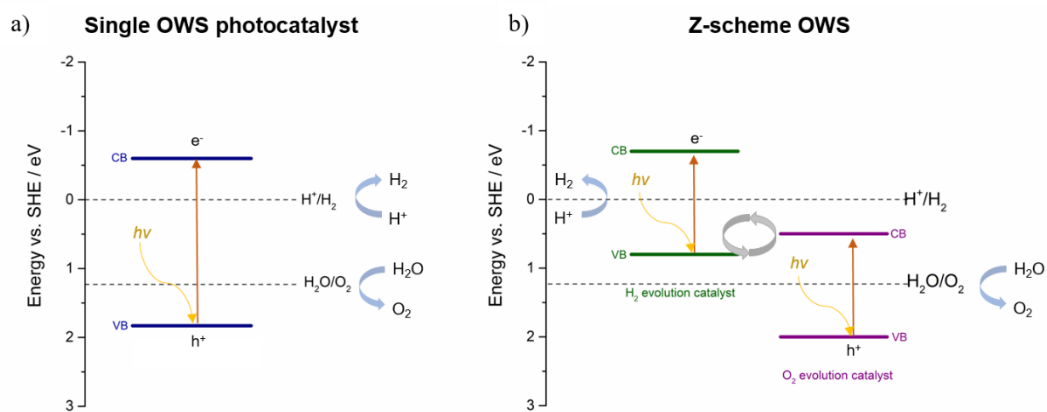 a)
Single OWS photocatalyst
Energy vs. SHE / eV
-2
-1
0
1
2
3
CB
e⁻
H⁺/H₂
H₂
H⁺
hv
H₂O/O₂
H₂O
O₂
VB
h⁺
b)
Z-scheme OWS
Energy vs. SHE / eV
-2
-1
0
1
2
3
CB
e⁻
H₂
H⁺
hv
H⁺/H₂
VB
CB
H₂ evolution catalyst
hv
H₂O/O₂
H₂O
O₂
VB
h⁺
O₂ evolution catalyst